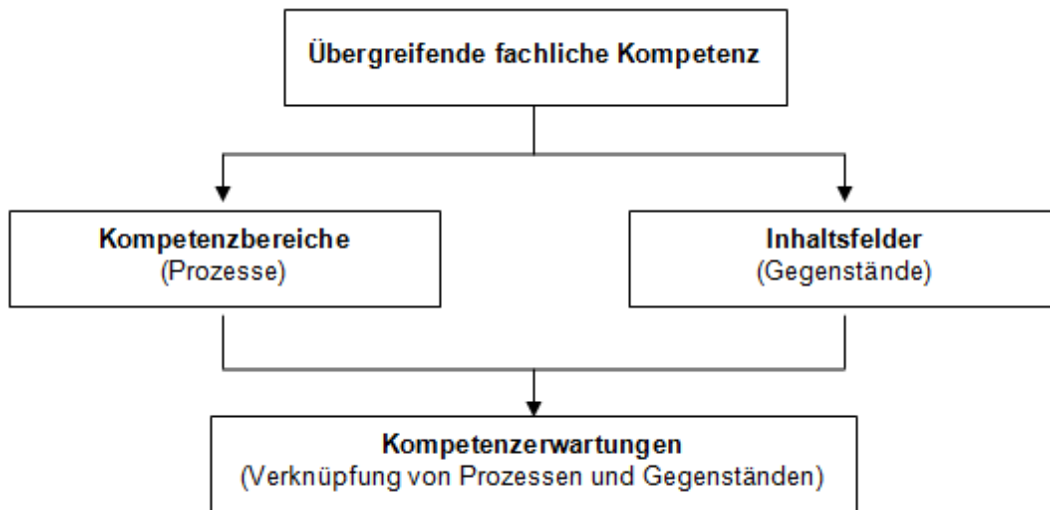 Übergreifende fachliche Kompetenz
Kompetenzbereiche
(Prozesse)
Inhaltsfelder
(Gegenstände)
Kompetenzerwartungen
(Verknüpfung von Prozessen und Gegenständen)